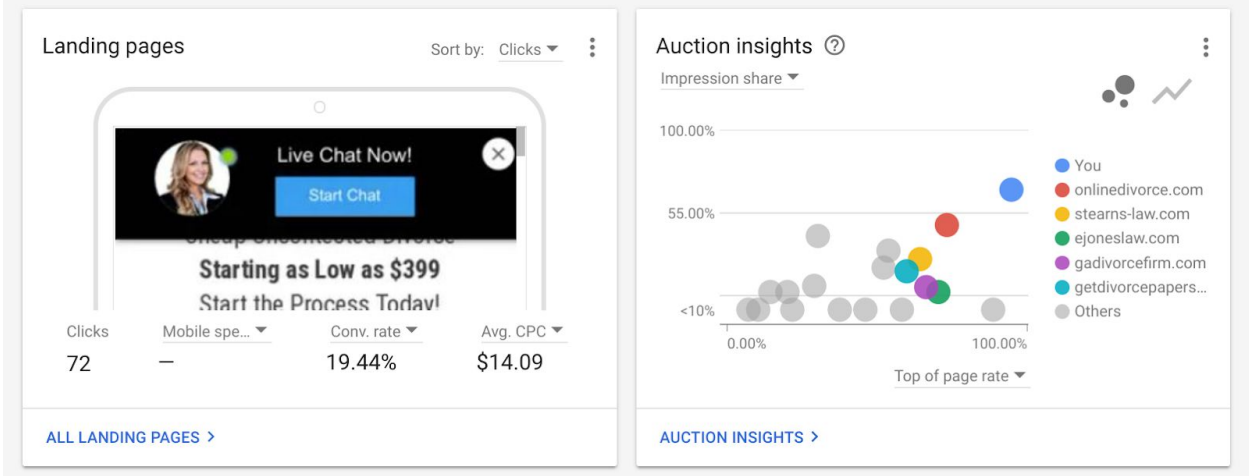 Landing pages
Sort by: Clicks
Live Chat Now!
Start Chat
Cheap Uncontested Divorce
Starting as Low as $399
Start the Process Today!
Clicks
Mobile spe...
Conv. rate
Avg. CPC
72
—
19.44%
$14.09
ALL LANDING PAGES
Auction insights
Impression share
100.00%
55.00%
<10%
0.00%
100.00%
Top of page rate
You
onlinedivorce.com
stearns-law.com
ejoneslaw.com
gadivorcefirm.com
getdivorcepapers...
Others
AUCTION INSIGHTS